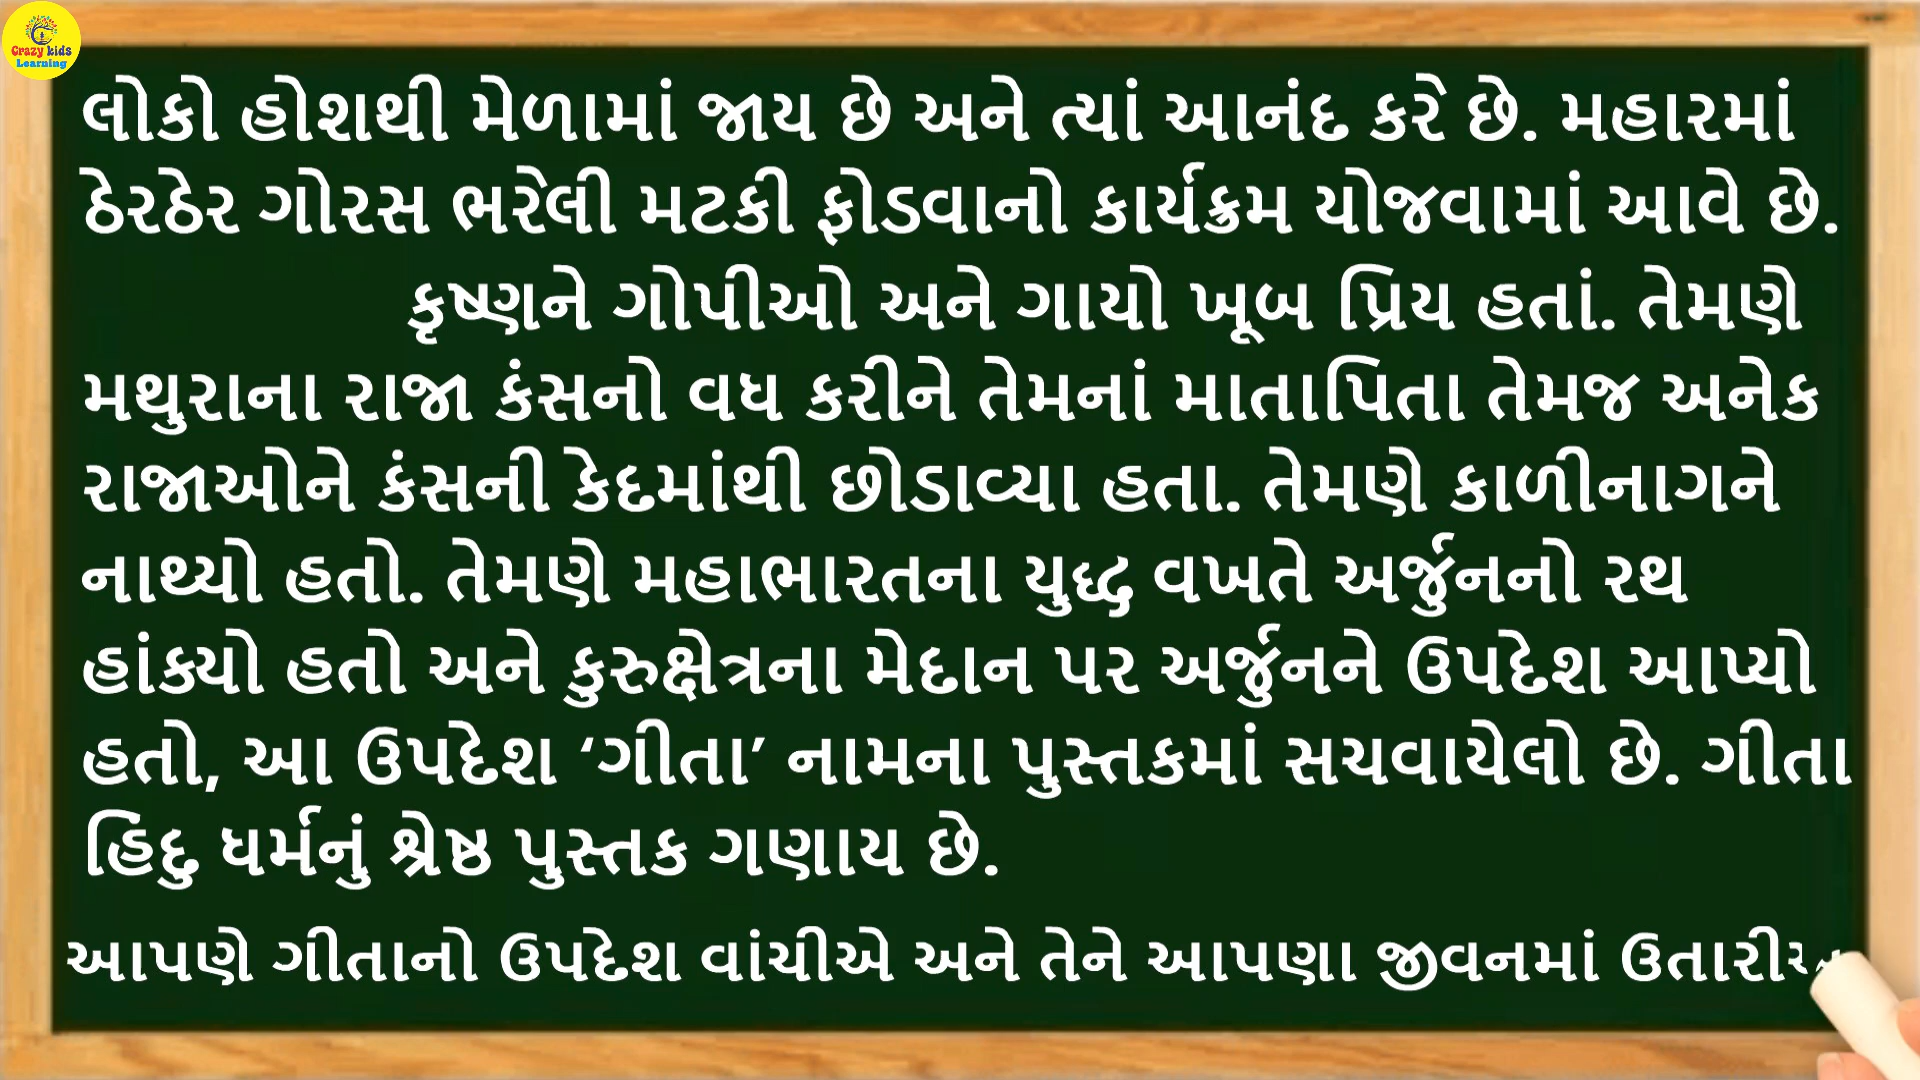 Crazy kids
Learning
લોકો હોશથી મેળામાં જાય છે અને ત્યાં આનંદ કરે છે. મહારમાં
ઠેરઠેર ગોરસ ભરેલી મટકી ફોડવાનો કાર્યક્રમ યોજવામાં આવે છે.
કૃષ્ણને ગોપીઓ અને ગાયો ખૂબ પ્રિય હતાં. તેમણે
મથુરાના રાજા કંસનો વધ કરીને તેમનાં માતાપિતા તેમજ અનેક
રાજાઓને કંસની કેદમાંથી છોડાવ્યા હતા. તેમણે કાળીનાગને
નાથ્યો હતો. તેમણે મહાભારતના યુદ્ધ વખતે અર્જુનનો રથ
હાંક્યો હતો અને કુરુક્ષેત્રના મેદાન પર અર્જુનને ઉપદેશ આપ્યો
હતો, આ ઉપદેશ ‘ગીતા’ નામના પુસ્તકમાં સચવાયેલો છે. ગીતા
હિંદુ ધર્મનું શ્રેષ્ઠ પુસ્તક ગણાય છે.
આપણે ગીતાનો ઉપદેશ વાંચીએ અને તેને આપણા જીવનમાં